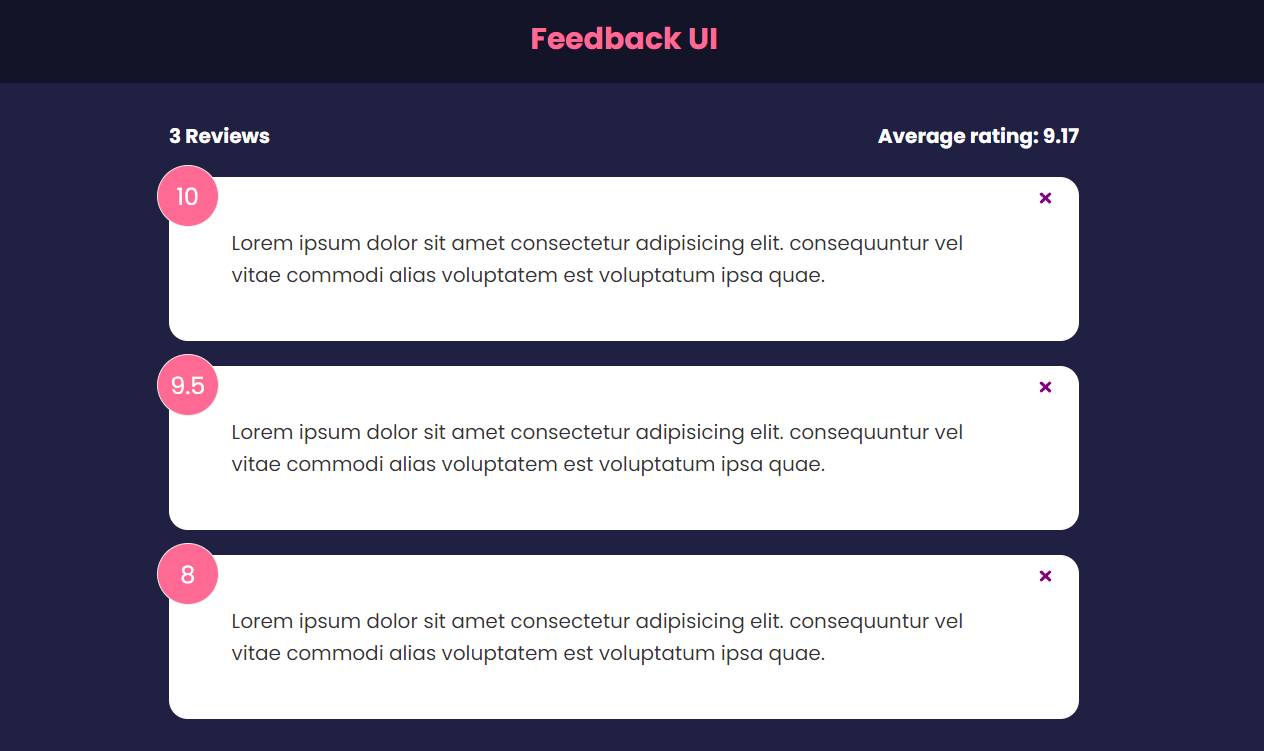 Feedback UI
3 Reviews
Average rating: 9.17
10
Lorem ipsum dolor sit amet consectetur adipisicing elit. consequuntur vel
vitae commodi alias voluptatem est voluptatum ipsa quae.
9.5
Lorem ipsum dolor sit amet consectetur adipisicing elit. consequuntur vel
vitae commodi alias voluptatem est voluptatum ipsa quae.
8
Lorem ipsum dolor sit amet consectetur adipisicing elit. consequuntur vel
vitae commodi alias voluptatem est voluptatum ipsa quae.